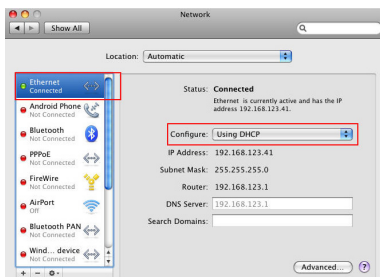 Network
Show All
Location: Automatic
Ethernet
Connected
Android Phone
Not Connected
Bluetooth
Not Connected
PPPoE
Not Connected
FireWire
Not Connected
AirPort
Off
Bluetooth PAN
Not Connected
Wind... device
Not Connected
Status: Connected
Ethernet is currently active and has the IP
address 192.168.123.41.
Configure: Using DHCP
IP Address: 192.168.123.41
Subnet Mask: 255.255.255.0
Router: 192.168.123.1
DNS Server: 192.168.123.1
Search Domains:
Advanced... ?